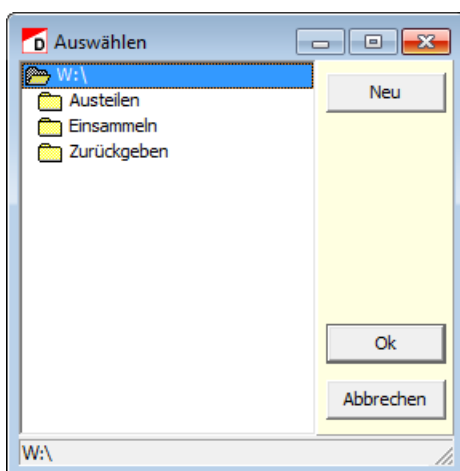 D Auswählen
W:\
Austeilen
Einsammeln
Zurückgeben
Neu
Ok
Abbrechen
W:\